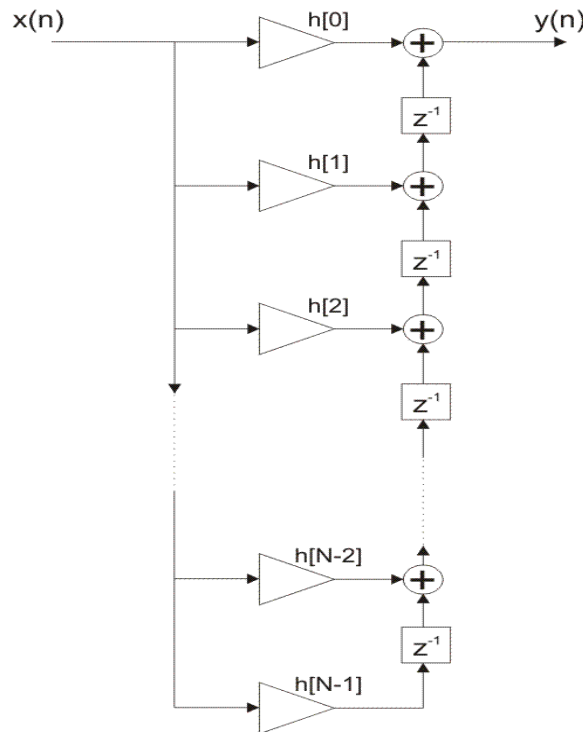 x(n) h[0] + y(n)
z⁻¹
h[1] +
z⁻¹
h[2] +
z⁻¹
h[N-2] +
z⁻¹
h[N-1]